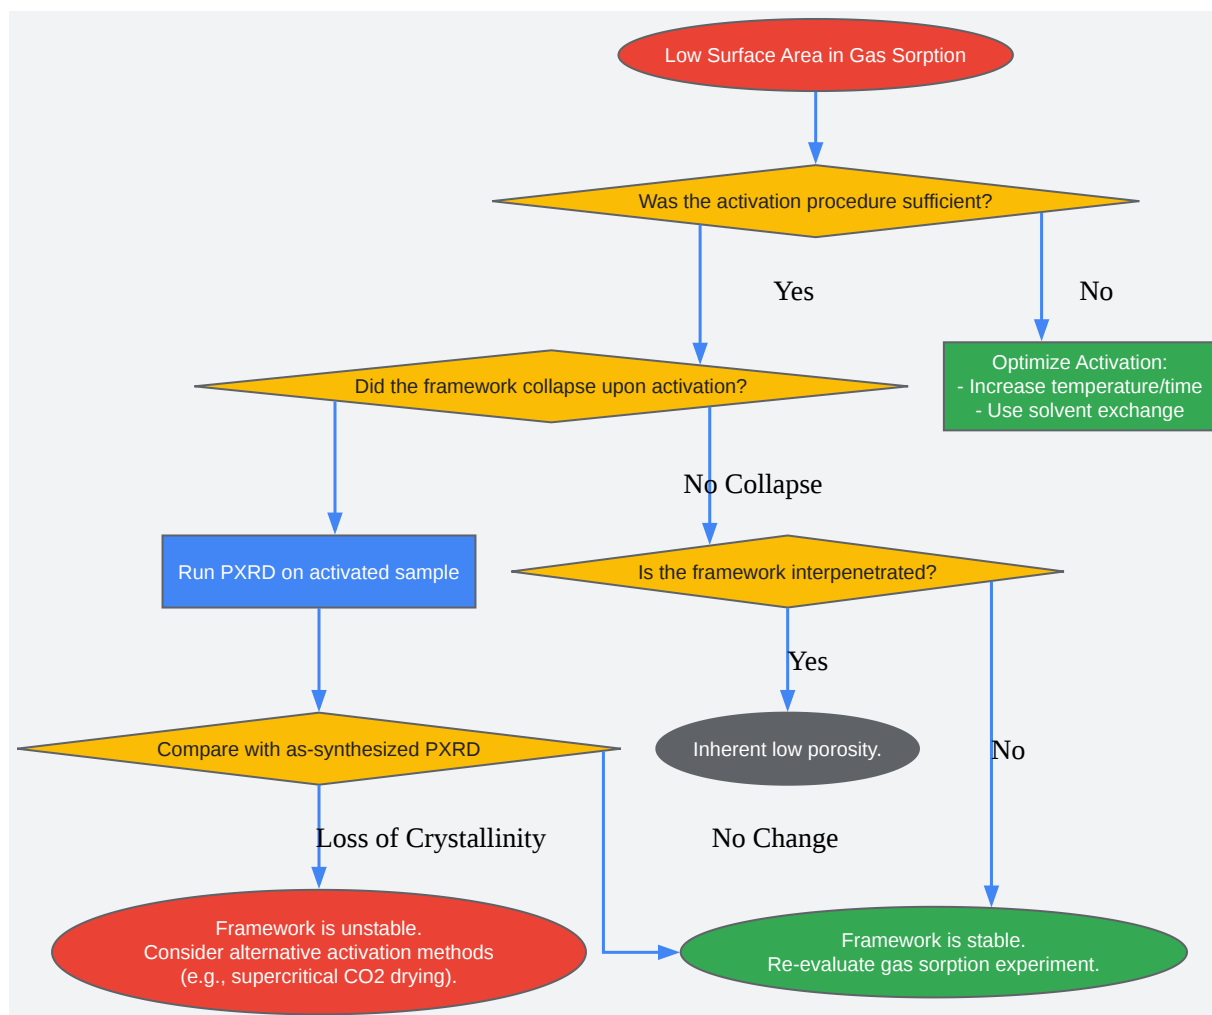 Low Surface Area in Gas Sorption
Was the activation procedure sufficient?
Yes
No
Optimize Activation:
- Increase temperature/time
- Use solvent exchange
Did the framework collapse upon activation?
No Collapse
Run PXRD on activated sample
Is the framework interpenetrated?
Yes
Compare with as-synthesized PXRD
Inherent low porosity.
No
Loss of Crystallinity
No Change
Framework is unstable.
Consider alternative activation methods
(e.g., supercritical CO2 drying).
Framework is stable.
Re-evaluate gas sorption experiment.